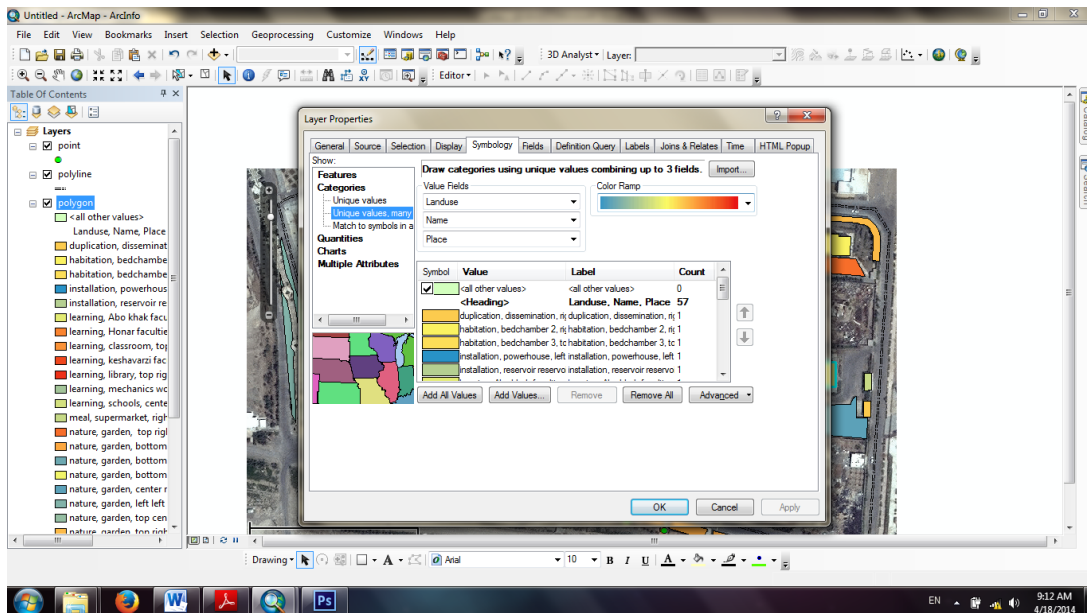 Untitled - ArcMap - ArcInfo
File Edit View Bookmarks Insert Selection Geoprocessing Customize Windows Help
3D Analyst Layer:
Editor
Table Of Contents
Layers
point
polyline
polygon
<all other values>
Landuse, Name, Place
duplication, disseminat
habitation, bedchambe
habitation, bedchambe
installation, powerhous
installation, reservoir re
learning, Abo khak facu
learning, Honar facultie
learning, classroom, top
learning, keshavarzi fac
learning, library, top rig
learning, mechanics wo
learning, schools, cente
meal, supermarket, righ
nature, garden, top righ
nature, garden, bottom
nature, garden, bottom
nature, garden, bottom
nature, garden, center r
nature, garden, left left
nature, garden, top cen
nature, garden, top righ
Layer Properties
General Source Selection Display Symbology Fields Definition Query Labels Joins & Relates Time HTML Popup
Show:
Features
Categories
Unique values
Unique values, many
Match to symbols in a
Quantities
Charts
Multiple Attributes
Draw categories using unique values combining up to 3 fields. Import...
Value Fields
Color Ramp
Landuse
Name
Place
Symbol Value Label Count
<all other values> <all other values> 0
<Heading> Landuse, Name, Place 57
duplication, dissemination, rig duplication, dissemination, rig 1
habitation, bedchamber 2, rig habitation, bedchamber 2, rig 1
habitation, bedchamber 3, to habitation, bedchamber 3, to 1
installation, powerhouse, left installation, powerhouse, left 1
installation, reservoir reservo installation, reservoir reservo 1
Add All Values Add Values... Remove Remove All Advanced
OK Cancel Apply
Catalog
Search
Drawing A Arial 10 B I U A
W Ps
EN 9:12 AM
4/18/2014